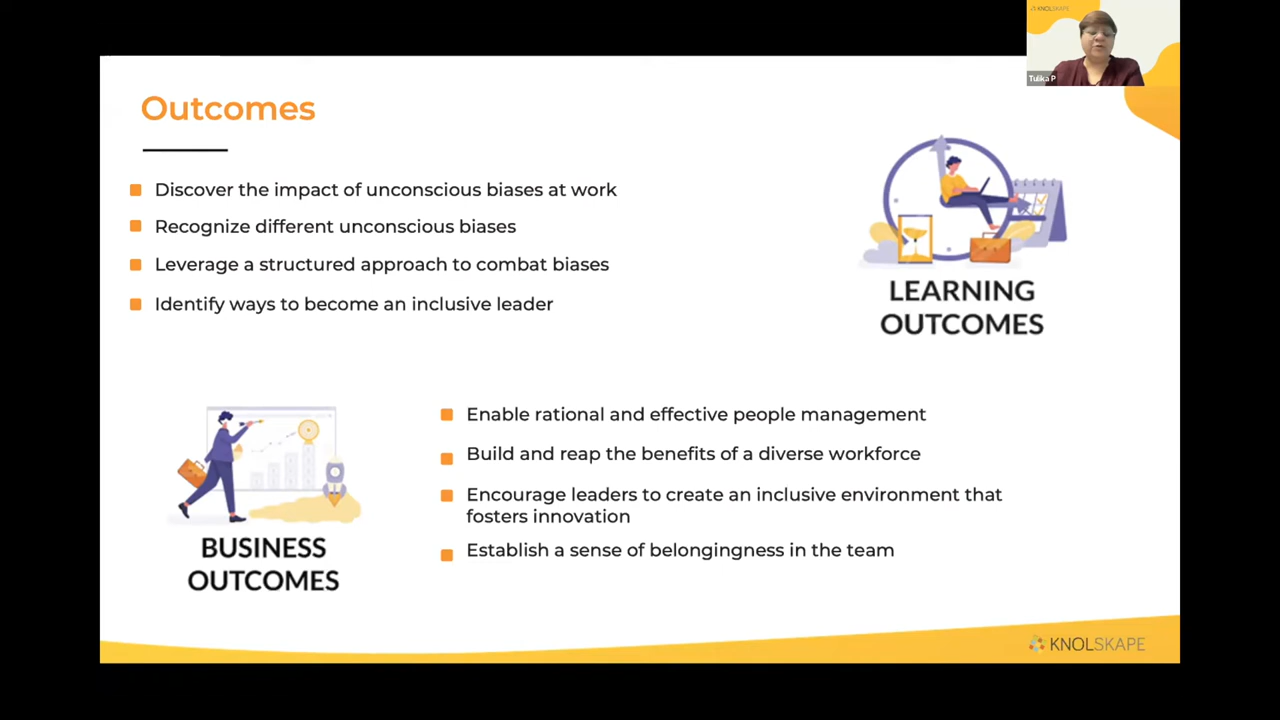 KNOLSKAPE
Tulika P
Outcomes
Discover the impact of unconscious biases at work
Recognize different unconscious biases
Leverage a structured approach to combat biases
Identify ways to become an inclusive leader
LEARNING
OUTCOMES
BUSINESS
OUTCOMES
Enable rational and effective people management
Build and reap the benefits of a diverse workforce
Encourage leaders to create an inclusive environment that
fosters innovation
Establish a sense of belongingness in the team
KNOLSKAPE